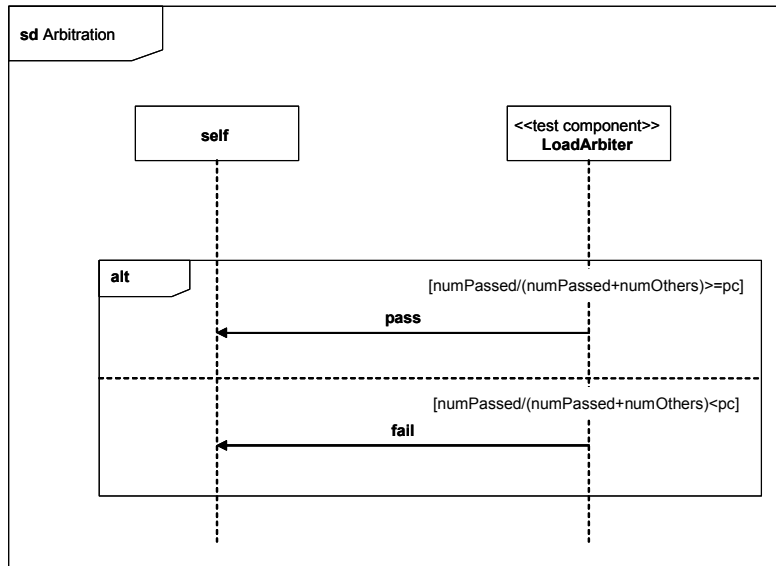 sd Arbitration
self
<<test component>>
LoadArbiter
alt
[numPassed/(numPassed+numOthers)>=pc]
pass
[numPassed/(numPassed+numOthers)<pc]
fail